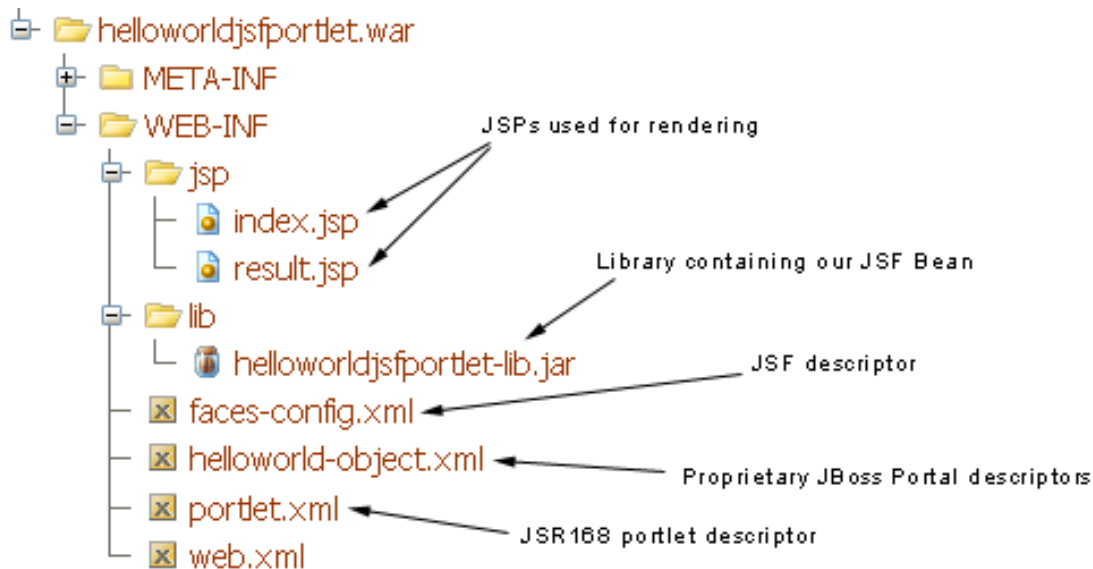 helloworldjsfportlet.war
META-INF
WEB-INF
JSPs used for rendering
jsp
index.jsp
result.jsp
Library containing our JSF Bean
lib
helloworldjsfportlet-lib.jar
JSF descriptor
faces-config.xml
helloworld-object.xml
Proprietary JBoss Portal descriptors
portlet.xml
JSR168 portlet descriptor
web.xml